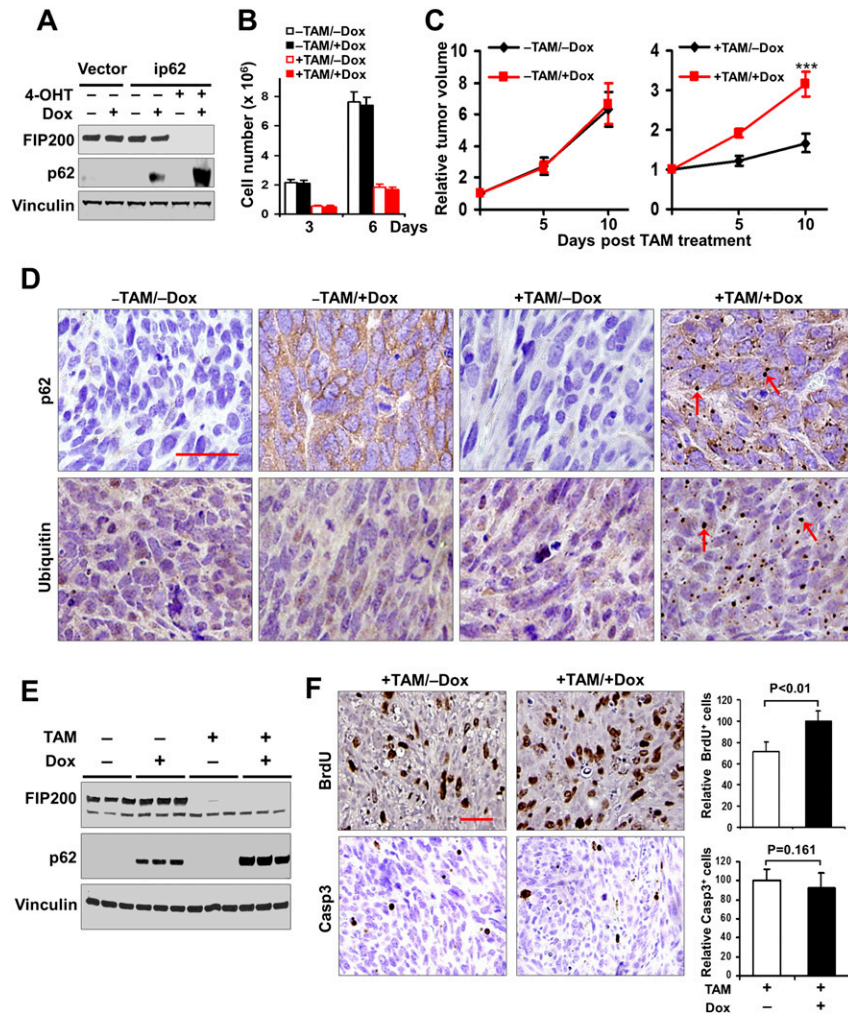 A
Vector ip62
4-OHT – – – – + +
Dox – + – + – +
FIP200
p62
Vinculin
B
–TAM/–Dox
–TAM/+Dox
+TAM/–Dox
+TAM/+Dox
Cell number (x 10⁶)
8
6
4
2
0
3 6 Days
C
Relative tumor volume
10
8
6
4
2
0
–TAM/–Dox
–TAM/+Dox
5 10
5
4
3
2
1
0
+TAM/–Dox
+TAM/+Dox
***
5 10
Days post TAM treatment
D
–TAM/–Dox –TAM/+Dox +TAM/–Dox +TAM/+Dox
p62
Ubiquitin
E
TAM – – + +
Dox – + – +
FIP200
p62
Vinculin
F
+TAM/–Dox +TAM/+Dox
BrdU
Casp3
Relative BrdU⁺ cells
P<0.01
120
100
80
60
40
20
0
Relative Casp3⁺ cells
P=0.161
120
100
80
60
40
20
0
TAM + +
Dox – +